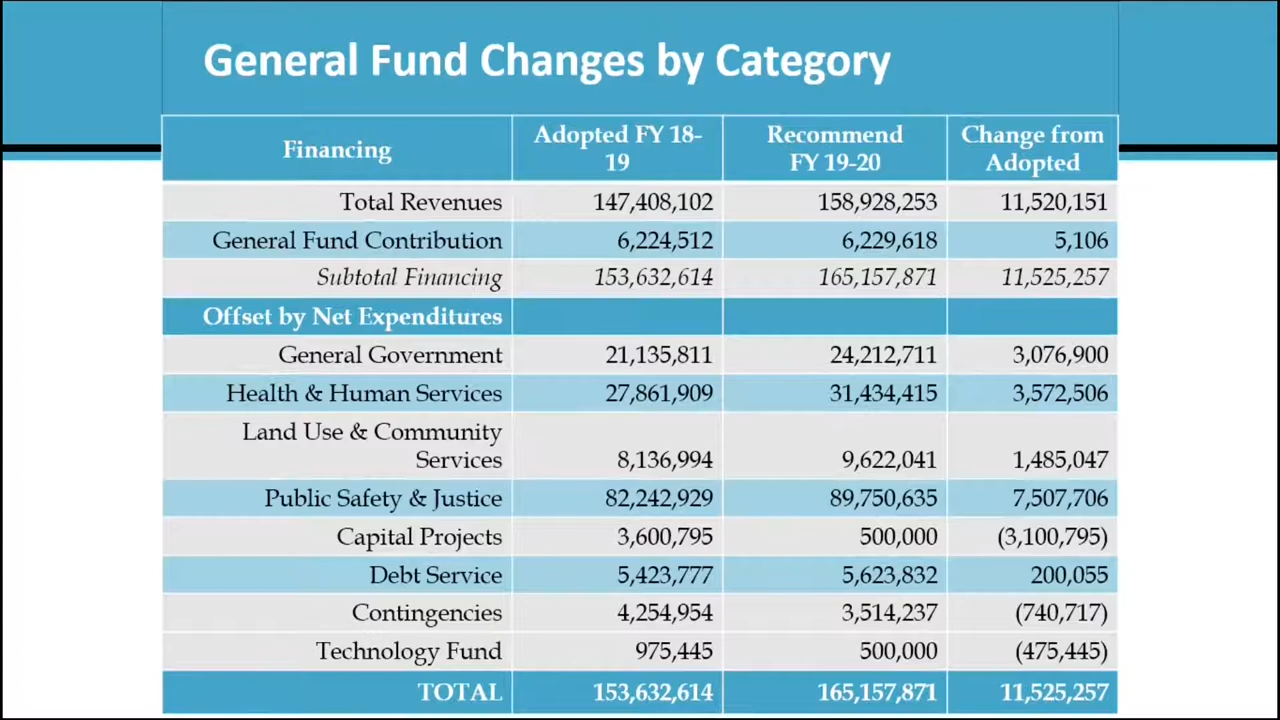 General Fund Changes by Category
Financing Adopted FY 18- Recommend Change from
19 FY 19-20 Adopted
Total Revenues 147,408,102 158,928,253 11,520,151
General Fund Contribution 6,224,512 6,229,618 5,106
Subtotal Financing 153,632,614 165,157,871 11,525,257
Offset by Net Expenditures
General Government 21,135,811 24,212,711 3,076,900
Health & Human Services 27,861,909 31,434,415 3,572,506
Land Use & Community
Services 8,136,994 9,622,041 1,485,047
Public Safety & Justice 82,242,929 89,750,635 7,507,706
Capital Projects 3,600,795 500,000 (3,100,795)
Debt Service 5,423,777 5,623,832 200,055
Contingencies 4,254,954 3,514,237 (740,717)
Technology Fund 975,445 500,000 (475,445)
TOTAL 153,632,614 165,157,871 11,525,257